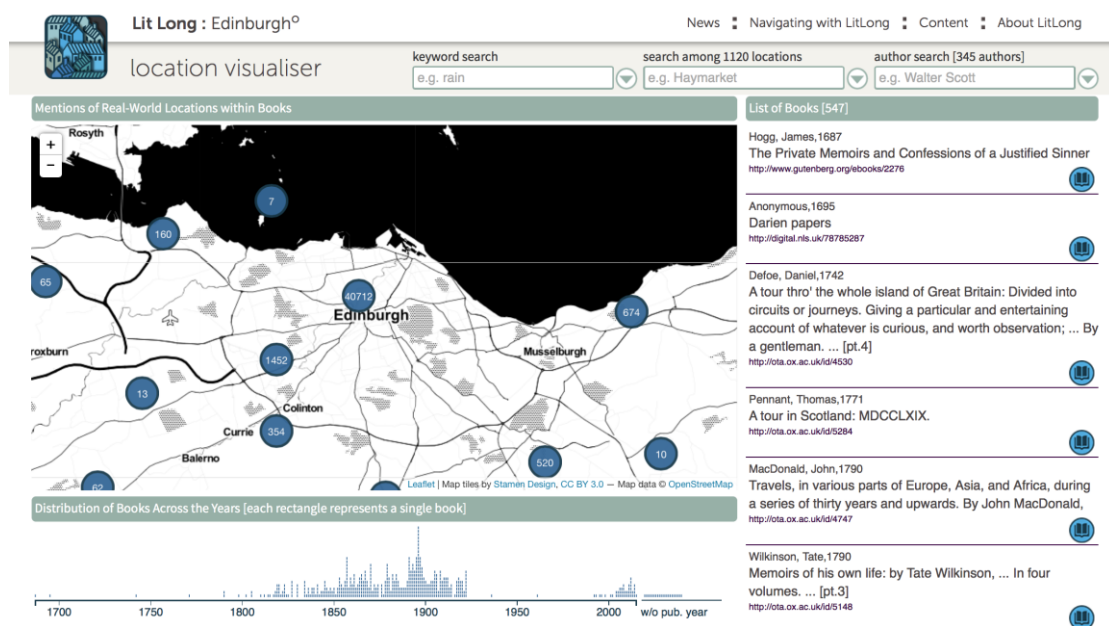 Lit Long : Edinburgh°
News : Navigating with LitLong : Content : About LitLong
location visualiser
keyword search
e.g. rain
search among 1120 locations
e.g. Haymarket
author search [345 authors]
e.g. Walter Scott
Mentions of Real-World Locations within Books
+
−
Rosyth
7
160
65
40712
Edinburgh
674
roxburn
1452
Musselburgh
13
Colinton
Currie
354
Balerno
520
10
62
Leaflet | Map tiles by Stamen Design, CC BY 3.0 — Map data © OpenStreetMap
Distribution of Books Across the Years [each rectangle represents a single book]
1700 1750 1800 1850 1900 1950 2000 w/o pub. year
List of Books [547]
Hogg, James,1687
The Private Memoirs and Confessions of a Justified Sinner
http://www.gutenberg.org/ebooks/2276
Anonymous,1695
Darien papers
http://digital.nls.uk/78785287
Defoe, Daniel,1742
A tour thro' the whole island of Great Britain: Divided into
circuits or journeys. Giving a particular and entertaining
account of whatever is curious, and worth observation; ... By
a gentleman. ... [pt.4]
http://ota.ox.ac.uk/id/4530
Pennant, Thomas,1771
A tour in Scotland: MDCCLXIX.
http://ota.ox.ac.uk/id/5284
MacDonald, John,1790
Travels, in various parts of Europe, Asia, and Africa, during
a series of thirty years and upwards. By John MacDonald,
http://ota.ox.ac.uk/id/4747
Wilkinson, Tate,1790
Memoirs of his own life: by Tate Wilkinson, ... In four
volumes. ... [pt.3]
http://ota.ox.ac.uk/id/5148